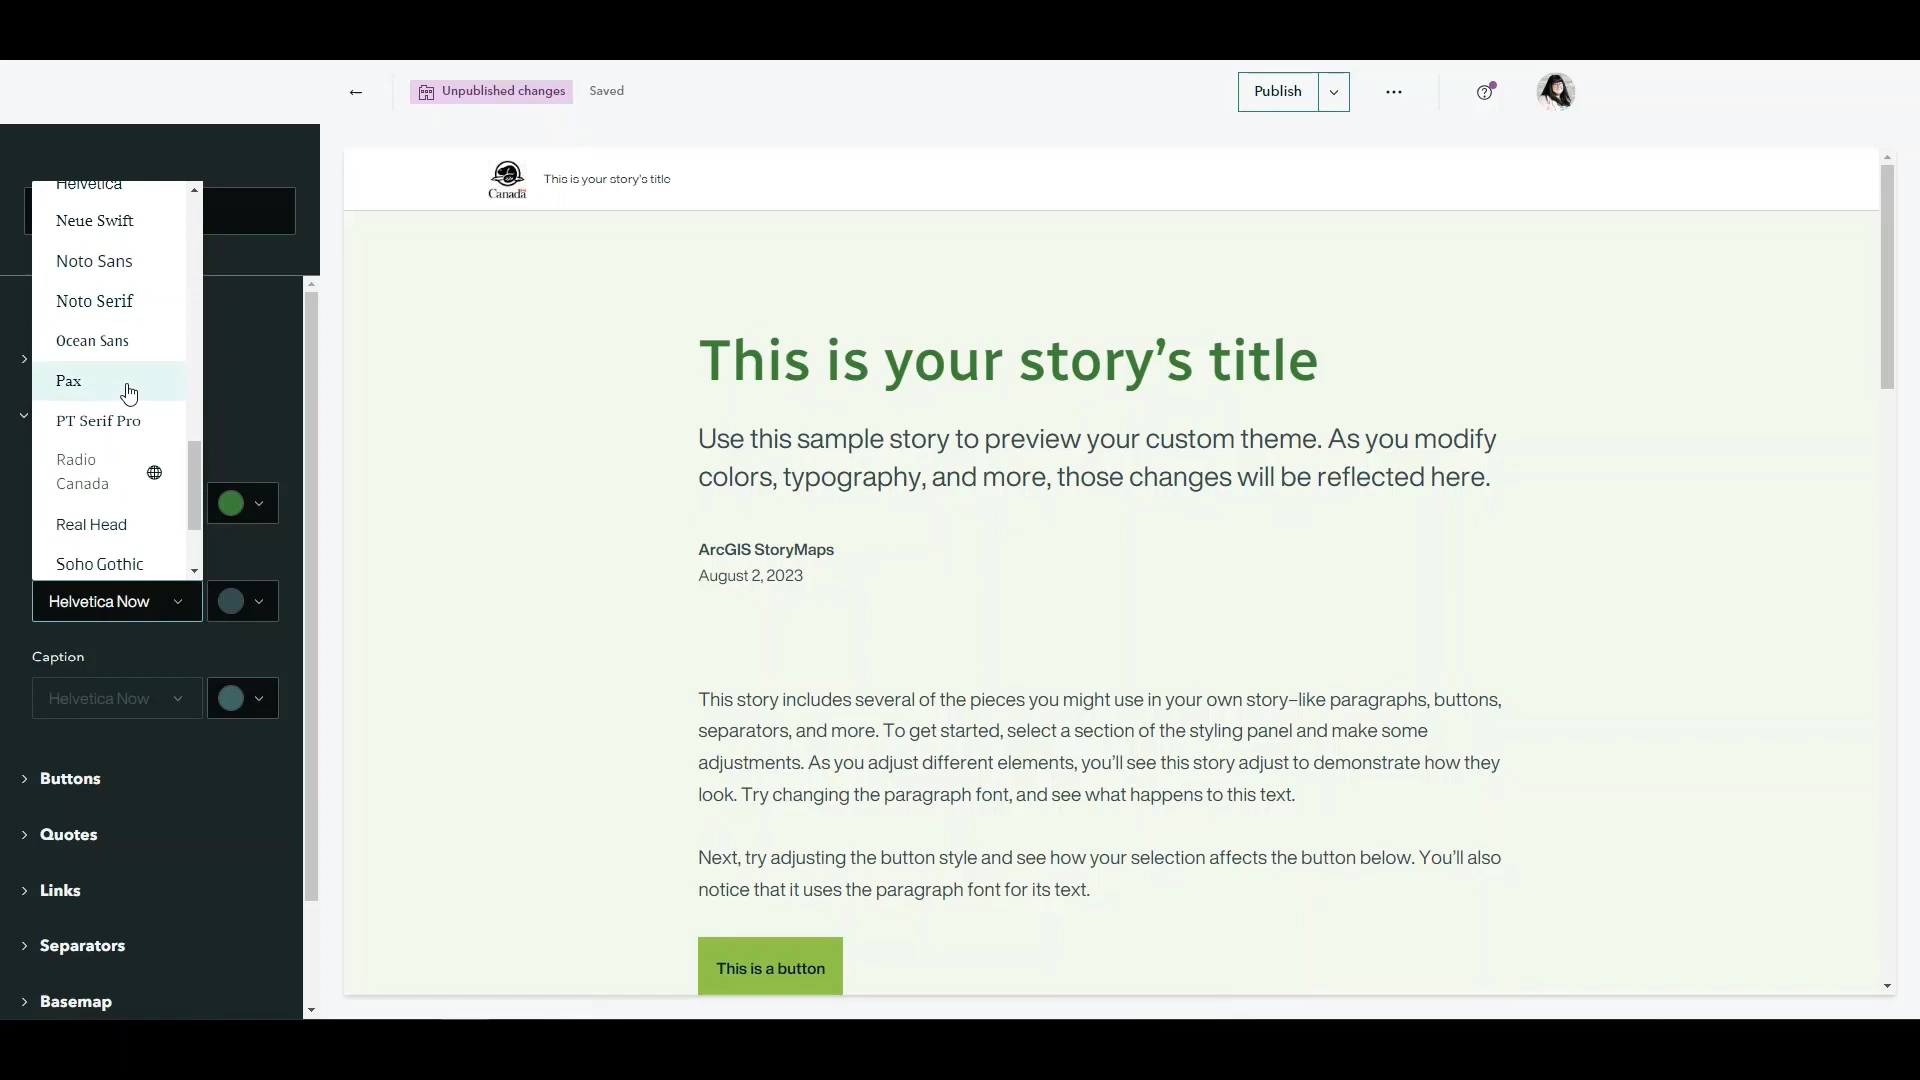 Unpublished changes
Saved
Publish
Canada
This is your story's title
Helvetica
Neue Swift
Noto Sans
Noto Serif
Ocean Sans
Pax
PT Serif Pro
Radio
Canada
Real Head
Soho Gothic
Helvetica Now
Caption
Helvetica Now
Buttons
Quotes
Links
Separators
Basemap
This is your story’s title
Use this sample story to preview your custom theme. As you modify
colors, typography, and more, those changes will be reflected here.
ArcGIS StoryMaps
August 2, 2023
This story includes several of the pieces you might use in your own story–like paragraphs, buttons,
separators, and more. To get started, select a section of the styling panel and make some
adjustments. As you adjust different elements, you’ll see this story adjust to demonstrate how they
look. Try changing the paragraph font, and see what happens to this text.
Next, try adjusting the button style and see how your selection affects the button below. You’ll also
notice that it uses the paragraph font for its text.
This is a button